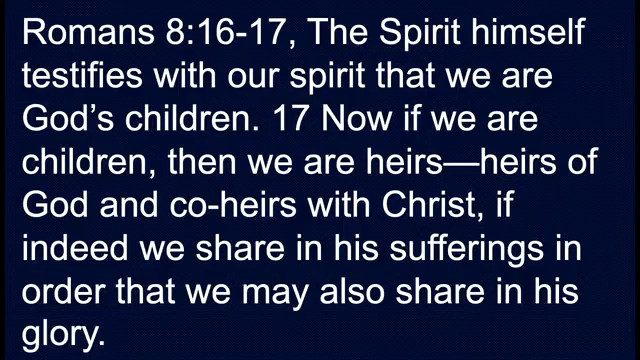 Romans 8:16-17, The Spirit himself
testifies with our spirit that we are
God’s children. 17 Now if we are
children, then we are heirs—heirs of
God and co-heirs with Christ, if
indeed we share in his sufferings in
order that we may also share in his
glory.